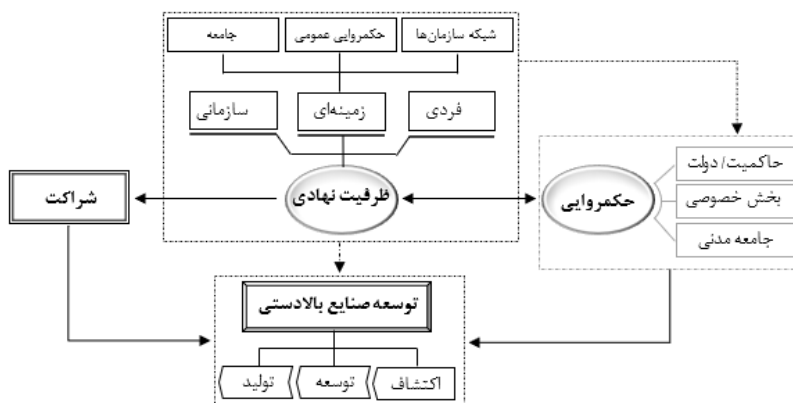 شبکه سازمان‌ها
حکمروایی عمومی
جامعه
فردی
زمینه‌ای
سازمانی
ظرفیت نهادی
حکمروایی
حاکمیت/ دولت
بخش خصوصی
جامعه مدنی
شراکت
توسعه صنایع بالادستی
اکتشاف
توسعه
تولید